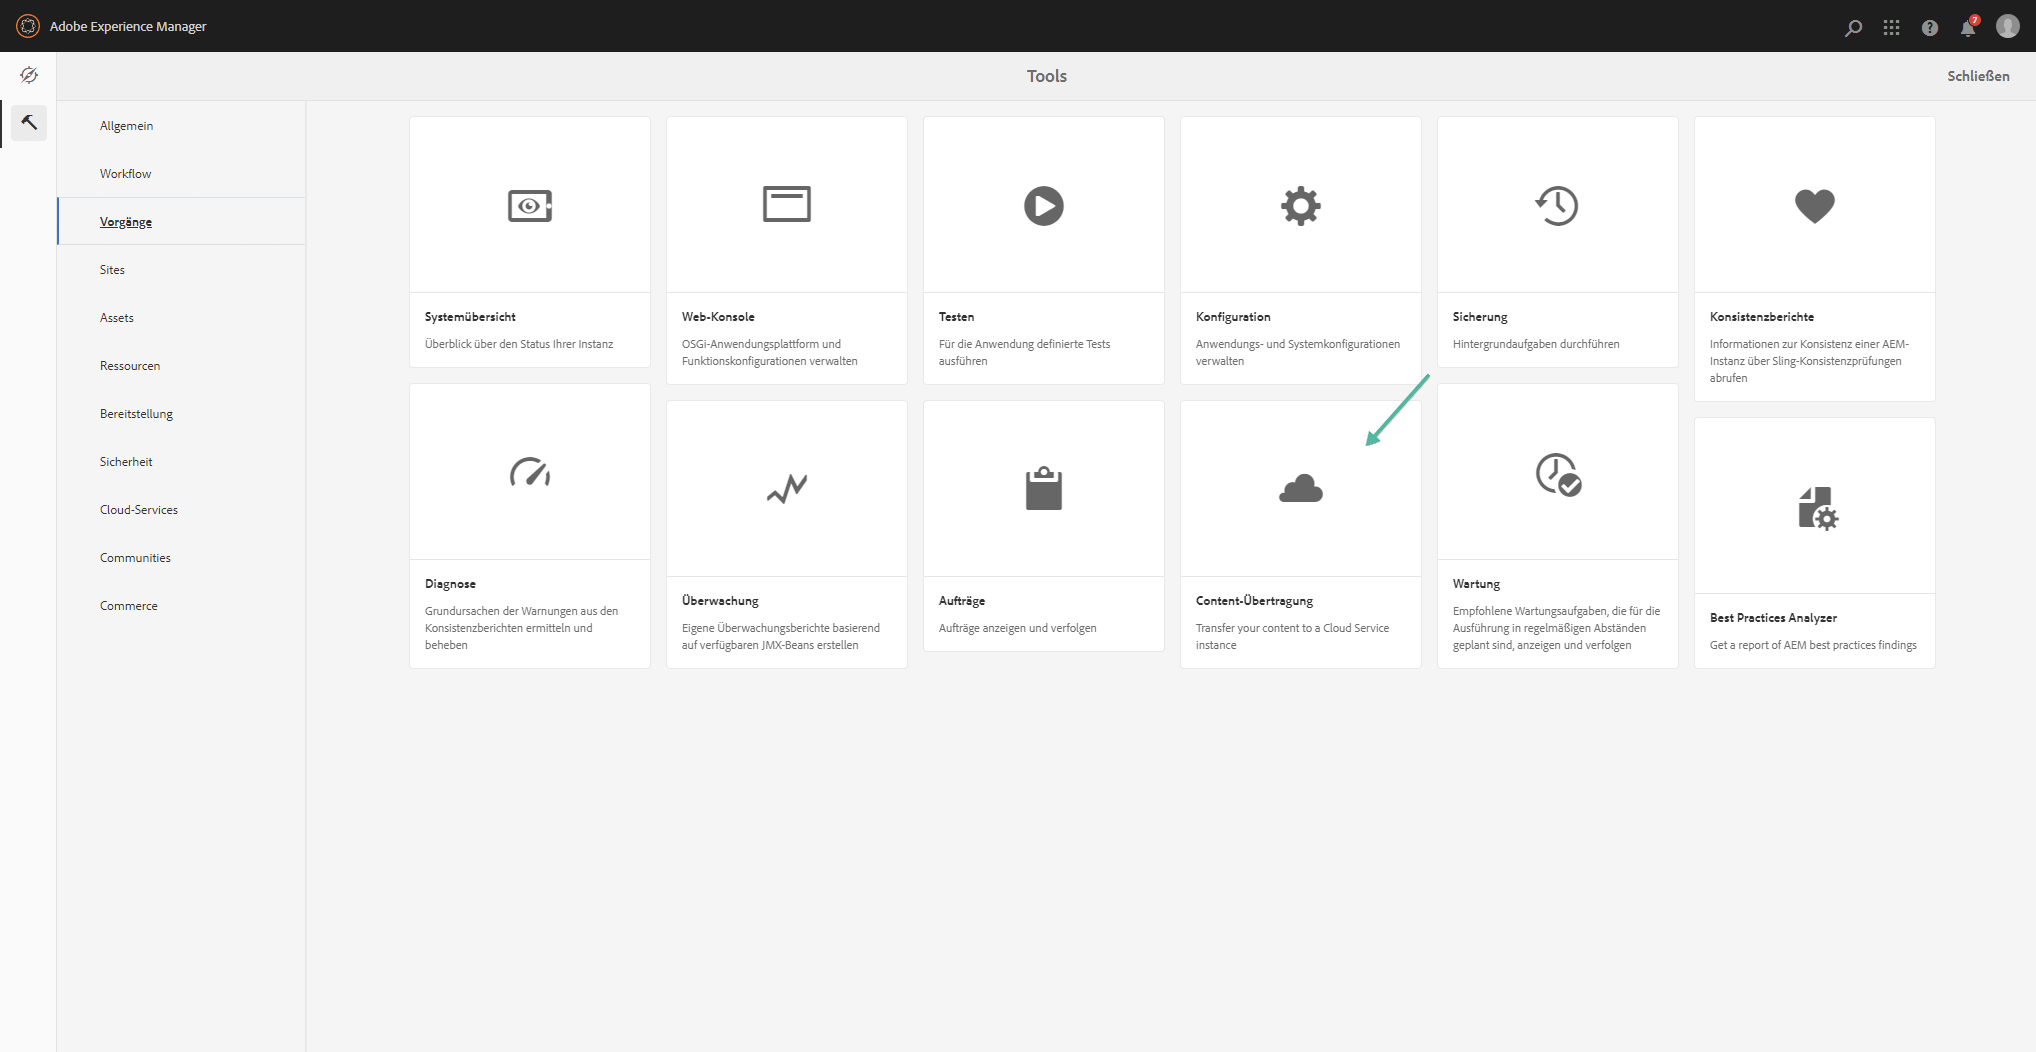 Adobe Experience Manager
7
Tools
Schließen
Allgemein
Workflow
Vorgänge
Sites
Assets
Ressourcen
Bereitstellung
Sicherheit
Cloud-Services
Communities
Commerce
Systemübersicht
Überblick über den Status Ihrer Instanz
Web-Konsole
OSGi-Anwendungsplattform und
Funktionskonfigurationen verwalten
Testen
Für die Anwendung definierte Tests
ausführen
Konfiguration
Anwendungs- und Systemkonfigurationen
verwalten
Sicherung
Hintergrundaufgaben durchführen
Konsistenzberichte
Informationen zur Konsistenz einer AEM-
Instanz über Sling-Konsistenzprüfungen
abrufen
Diagnose
Grundursachen der Warnungen aus den
Konsistenzberichten ermitteln und
beheben
Überwachung
Eigene Überwachungsberichte basierend
auf verfügbaren JMX-Beans erstellen
Aufträge
Aufträge anzeigen und verfolgen
Content-Übertragung
Transfer your content to a Cloud Service
instance
Wartung
Empfohlene Wartungsaufgaben, die für die
Ausführung in regelmäßigen Abständen
geplant sind, anzeigen und verfolgen
Best Practices Analyzer
Get a report of AEM best practices findings